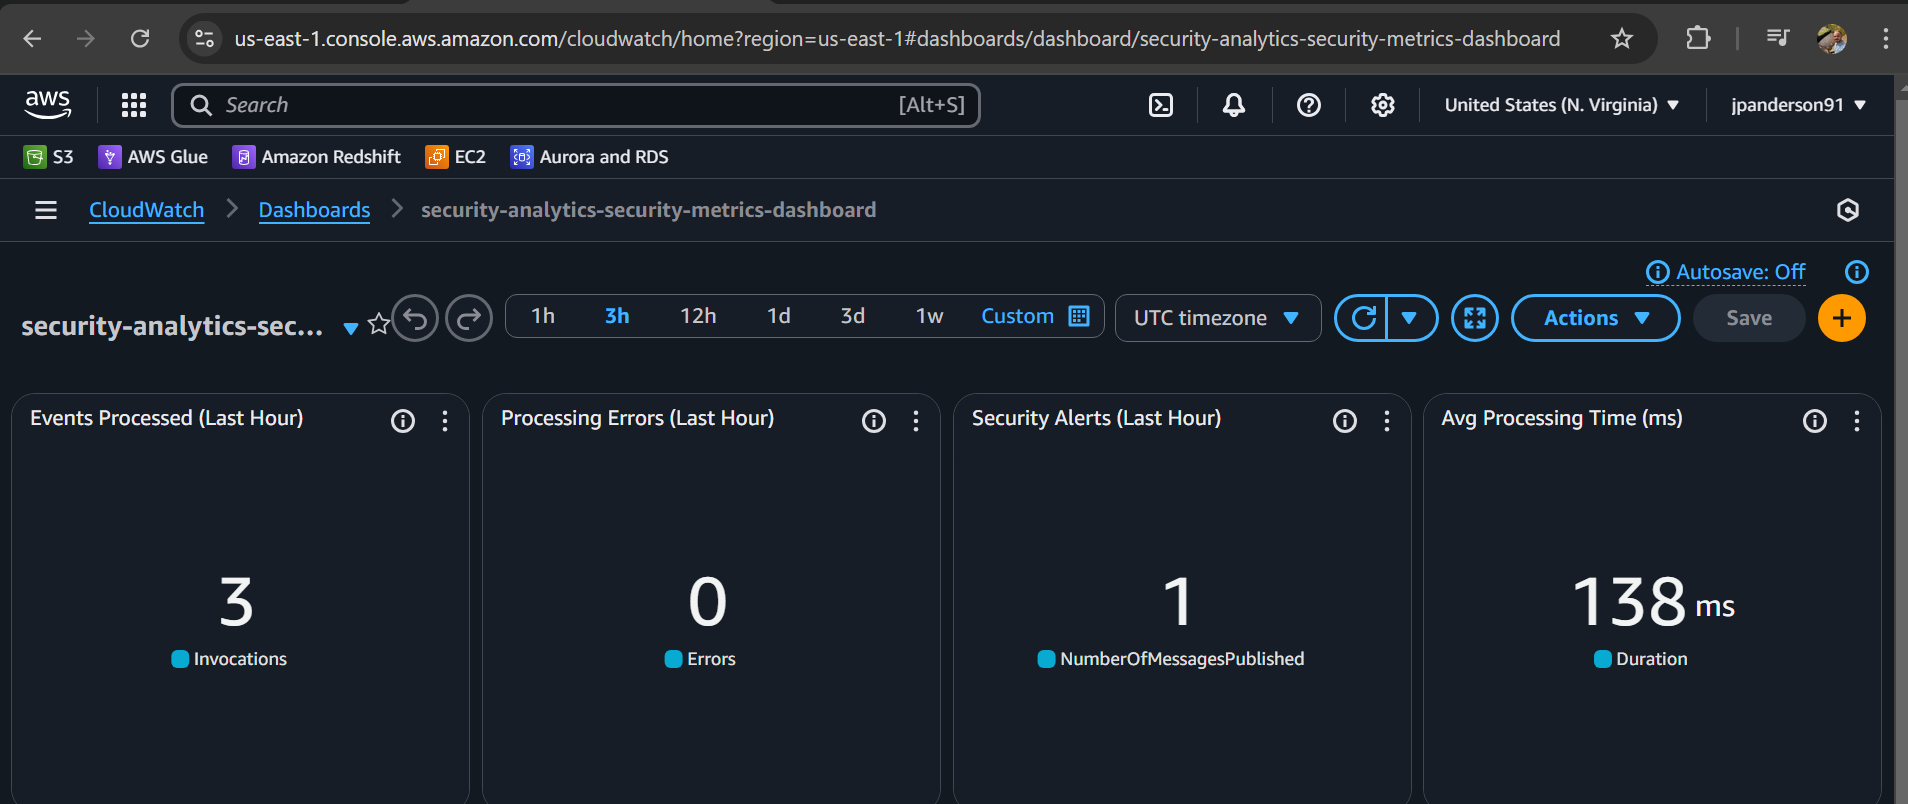 us-east-1.console.aws.amazon.com/cloudwatch/home?region=us-east-1#dashboards/dashboard/security-analytics-security-metrics-dashboard
aws
Search
[Alt+S]
United States (N. Virginia)
jpanderson91
S3
AWS Glue
Amazon Redshift
EC2
Aurora and RDS
CloudWatch
Dashboards
security-analytics-security-metrics-dashboard
Autosave: Off
security-analytics-sec...
1h
3h
12h
1d
3d
1w
Custom
UTC timezone
Actions
Save
Events Processed (Last Hour)
3
Invocations
Processing Errors (Last Hour)
0
Errors
Security Alerts (Last Hour)
1
NumberOfMessagesPublished
Avg Processing Time (ms)
138 ms
Duration